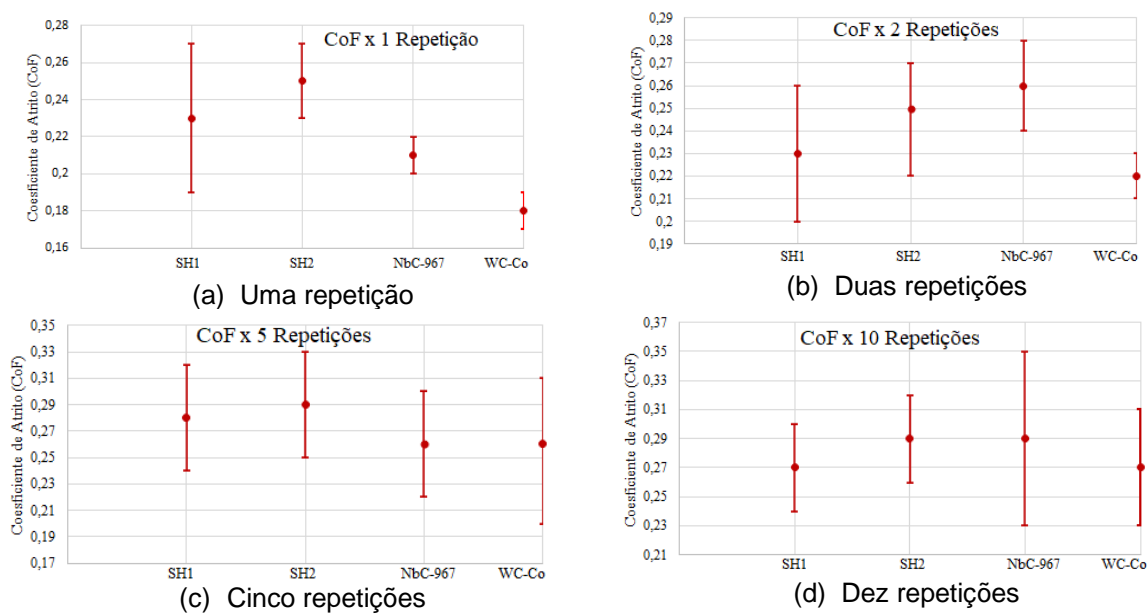 CoF x 1 Repetição
Coesficiente de Atrito (CoF)
0,28
0,26
0,24
0,22
0,2
0,18
0,16
SH1 SH2 NbC-967 WC-Co
(a) Uma repetição
CoF x 2 Repetições
Coesficiente de Atrito (CoF)
0,29
0,28
0,27
0,26
0,25
0,24
0,23
0,22
0,21
0,2
0,19
SH1 SH2 NbC-967 WC-Co
(b) Duas repetições
CoF x 5 Repetições
Coesficiente de Atrito (CoF)
0,35
0,33
0,31
0,29
0,27
0,25
0,23
0,21
0,19
0,17
SH1 SH2 NbC-967 WC-Co
(c) Cinco repetições
CoF x 10 Repetições
Coesficiente de Atrito (CoF)
0,37
0,35
0,33
0,31
0,29
0,27
0,25
0,23
0,21
SH1 SH2 NbC-967 WC-Co
(d) Dez repetições